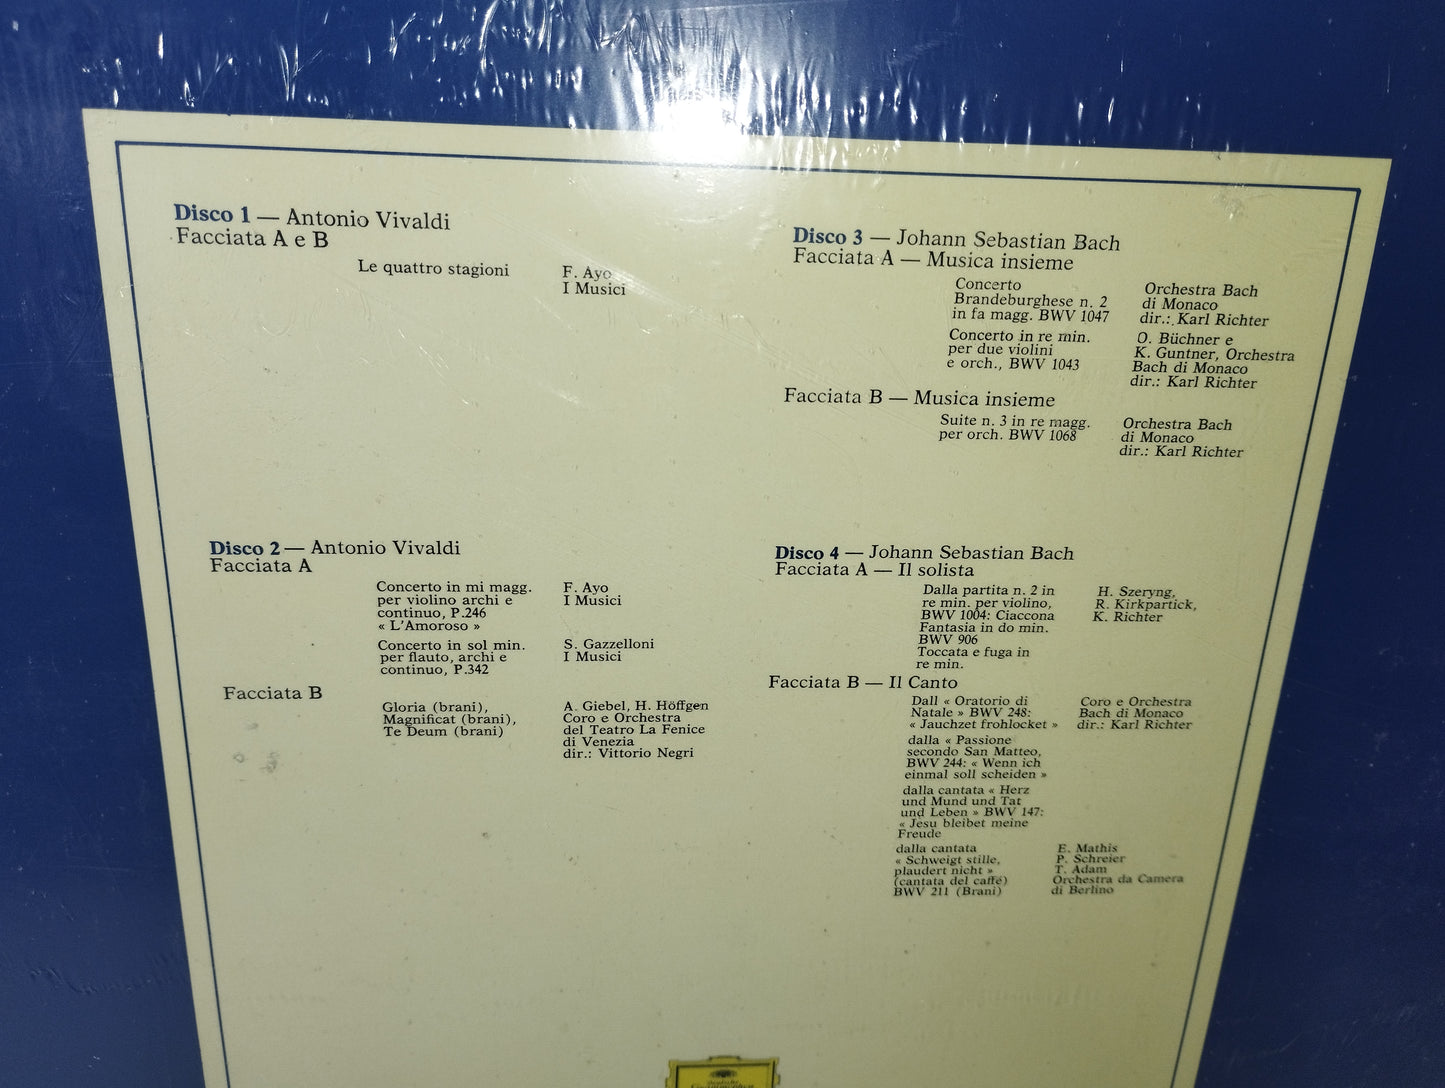 Disco 1 — Antonio Vivaldi
Facciata A e B
Le quattro stagioni
F. Ayo
I Musici
Disco 2 — Antonio Vivaldi
Facciata A
Concerto in mi magg.
per violino archi e
continuo, P.246
« L'Amoroso »
F. Ayo
I Musici
Concerto in sol min.
per flauto, archi e
continuo, P.342
S. Gazzelloni
I Musici
Facciata B
Gloria (brani),
Magnificat (brani),
Te Deum (brani)
A. Giebel, H. Höffgen
Coro e Orchestra
del Teatro La Fenice
di Venezia
dir.: Vittorio Negri
Disco 3 — Johann Sebastian Bach
Facciata A — Musica insieme
Concerto
Brandeburghese n. 2
in fa magg. BWV 1047
Orchestra Bach
di Monaco
dir.: Karl Richter
Concerto in re min.
per due violini
e orch., BWV 1043
O. Büchner e
K. Guntner, Orchestra
Bach di Monaco
dir.: Karl Richter
Facciata B — Musica insieme
Suite n. 3 in re magg.
per orch. BWV 1068
Orchestra Bach
di Monaco
dir.: Karl Richter
Disco 4 — Johann Sebastian Bach
Facciata A — Il solista
Dalla partita n. 2 in
re min. per violino,
BWV 1004: Ciaccona
Fantasia in do min.
BWV 906
Toccata e fuga in
re min.
H. Szeryng,
R. Kirkpartick,
K. Richter
Facciata B — Il Canto
Dall « Oratorio di
Natale » BWV 248:
« Jauchzet frohlocket »
Coro e Orchestra
Bach di Monaco
dir.: Karl Richter
dalla « Passione
secondo San Matteo,
BWV 244: « Wenn ich
einmal soll scheiden »
dalla cantata « Herz
und Mund und Tat
und Leben » BWV 147:
« Jesu bleibet meine
Freude
dalla cantata
« Schweigt stille,
plaudert nicht »
(cantata del caffé)
BWV 211 (Brani)
E. Mathis
P. Schreier
T. Adam
Orchestra da Camera
di Berlino
Deutsche
Grammophon